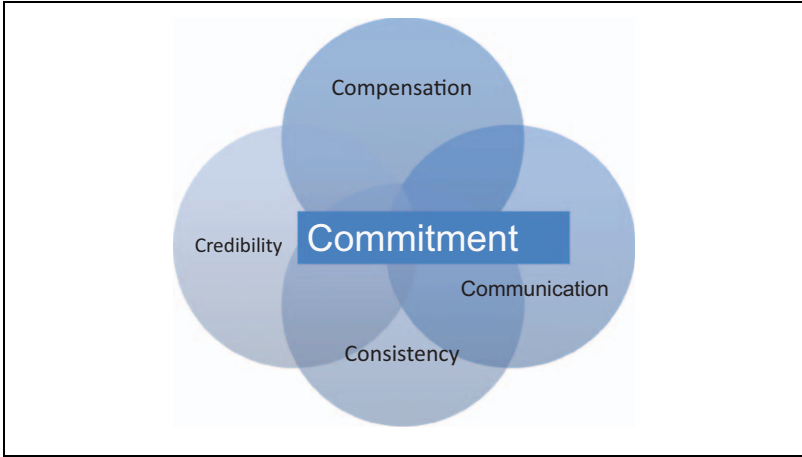 Compensation
Credibility
Commitment
Communication
Consistency